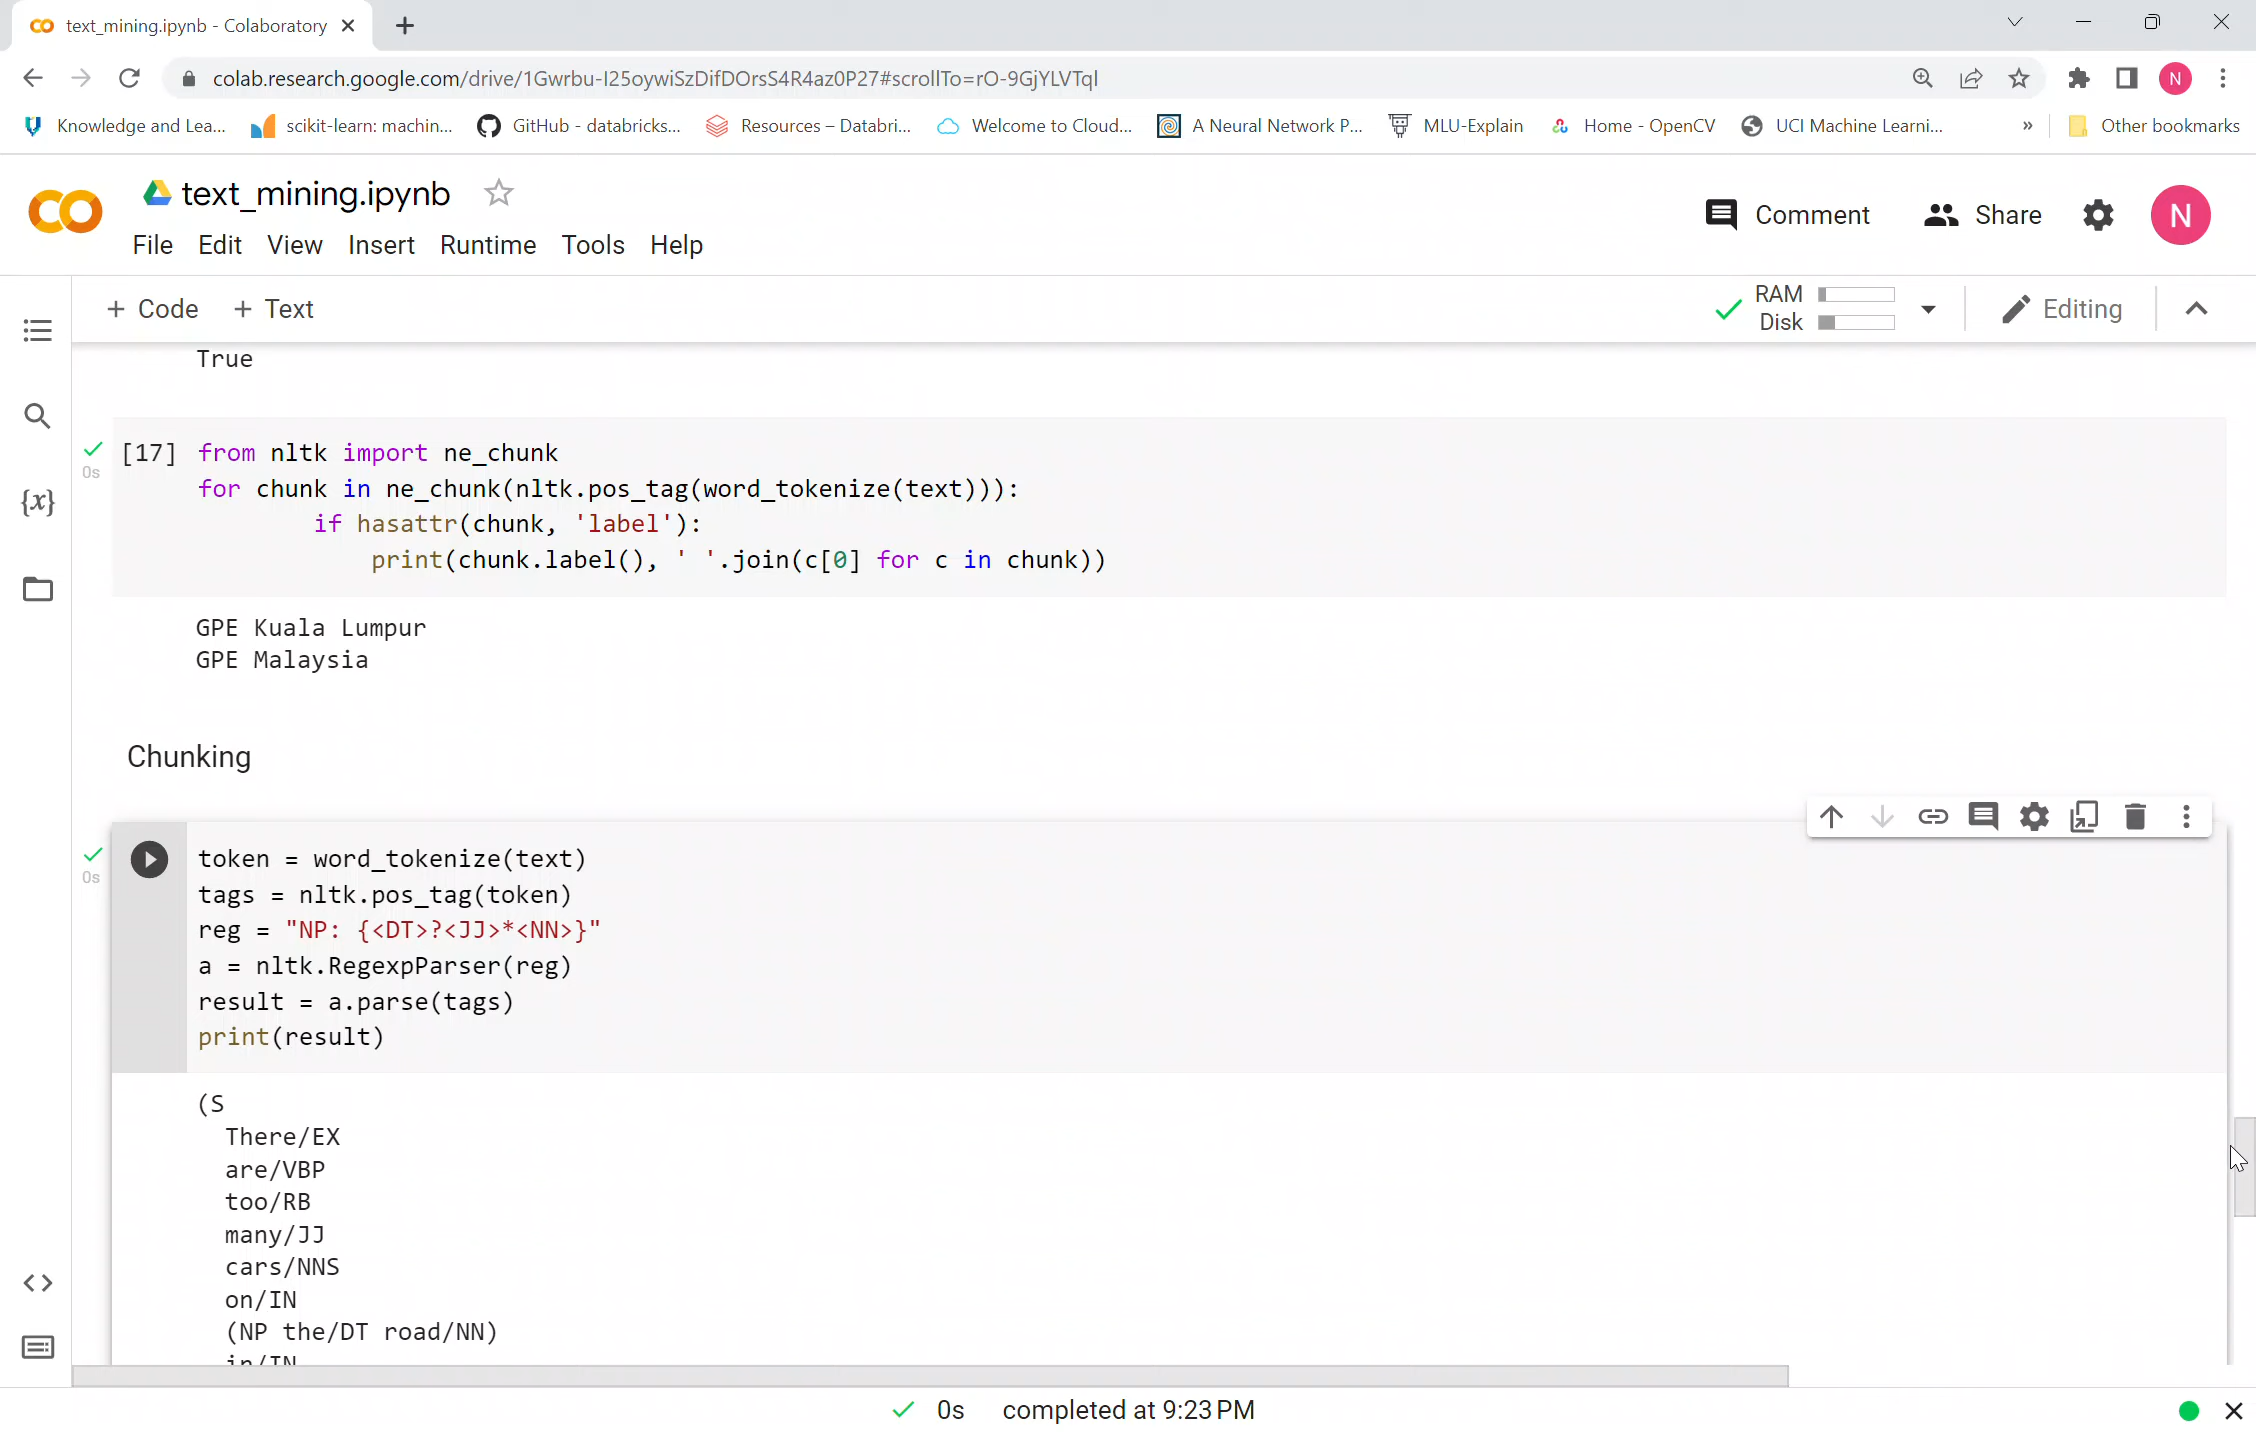 text_mining.ipynb - Colaboratory
colab.research.google.com/drive/1Gwrbu-I25oywiSzDifDOrsS4R4az0P27#scrollTo=rO-9GjYLVTqI
N
Knowledge and Lea...
scikit-learn: machin...
GitHub - databricks...
Resources – Databri...
Welcome to Cloud...
A Neural Network P...
MLU-Explain
Home - OpenCV
UCI Machine Learni...
»
Other bookmarks
text_mining.ipynb
File Edit View Insert Runtime Tools Help
Comment
Share
N
+ Code + Text
RAM
Disk
Editing
True
[17] from nltk import ne_chunk
0s
for chunk in ne_chunk(nltk.pos_tag(word_tokenize(text))):
if hasattr(chunk, 'label'):
print(chunk.label(), ' '.join(c[0] for c in chunk))
GPE Kuala Lumpur
GPE Malaysia
Chunking
0s
token = word_tokenize(text)
tags = nltk.pos_tag(token)
reg = "NP: {<DT>?<JJ>*<NN>}"
a = nltk.RegexpParser(reg)
result = a.parse(tags)
print(result)
(S
There/EX
are/VBP
too/RB
many/JJ
cars/NNS
on/IN
(NP the/DT road/NN)
in/IN
{x}
0s completed at 9:23 PM